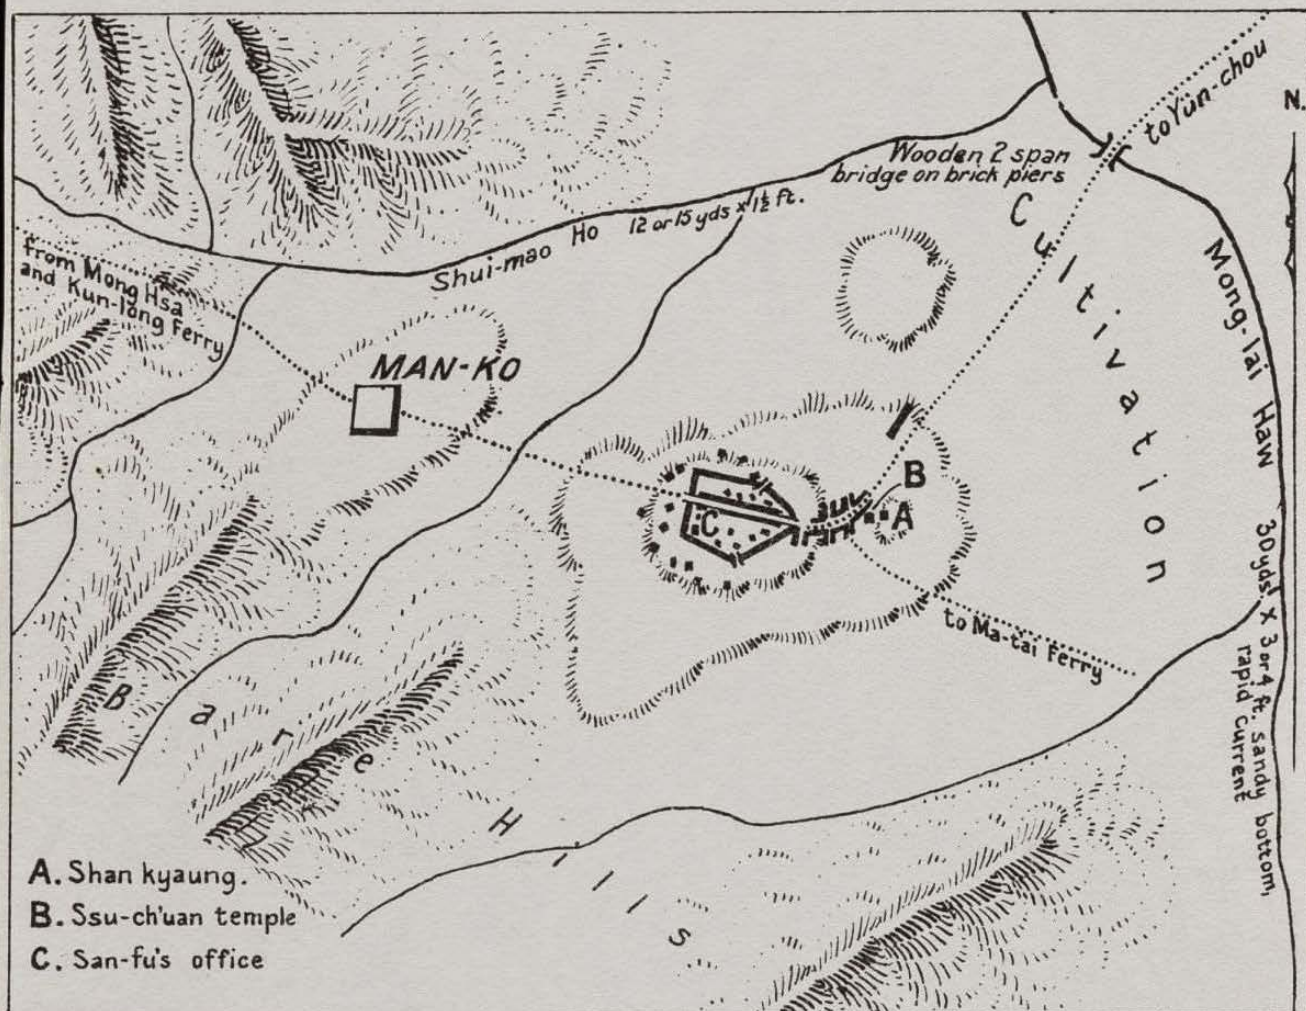 to Yün-chou
N.
Wooden 2 span
bridge on brick piers
12 or 15 yds x 1½ ft.
Shui-mao Ho
from Mong Hsa
and Kun-lōng Ferry
Cultivation
Mong-lai Haw 30 yds. X 3 or 4 ft. sandy bottom,
rapid current
MAN-KO
B
A
C
to Ma-tai Ferry
Bare Hills
A. Shan kyaung.
B. Ssu-ch'uan temple
C. San-fu's office